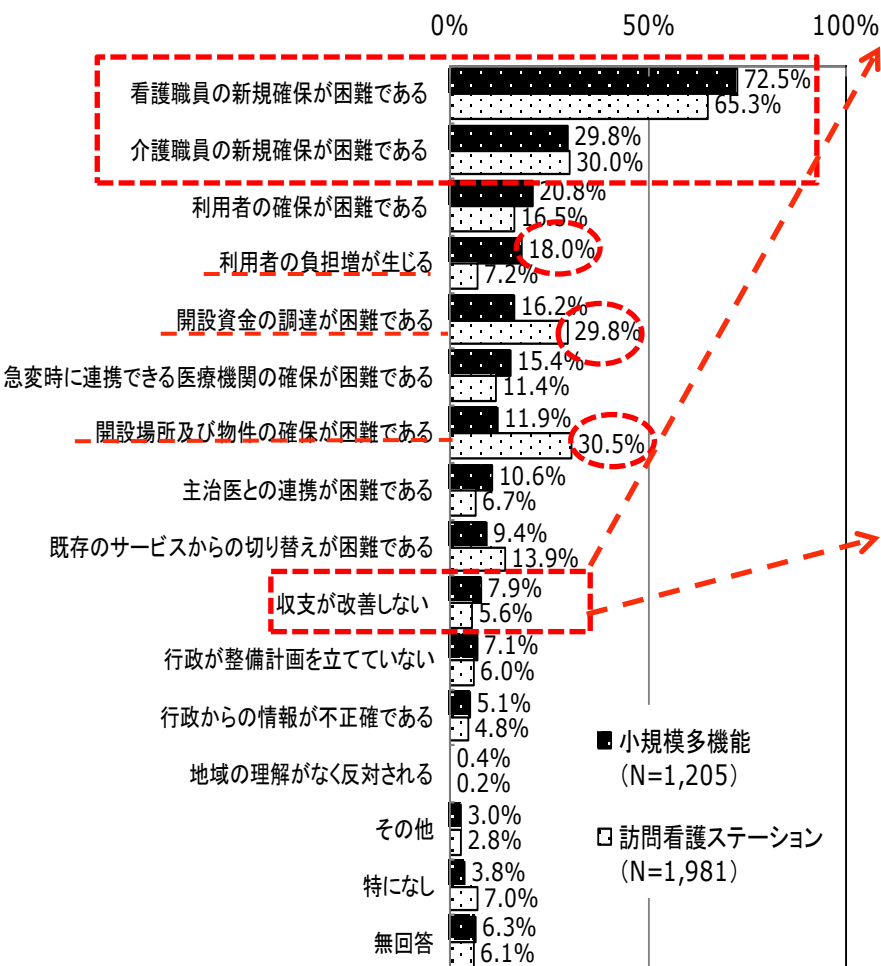 0% 50% 100%
看護職員の新規確保が困難である 72.5%
65.3%
介護職員の新規確保が困難である 29.8%
30.0%
利用者の確保が困難である 20.8%
16.5%
利用者の負担増が生じる 18.0%
7.2%
開設資金の調達が困難である 16.2%
29.8%
急変時に連携できる医療機関の確保が困難である 15.4%
11.4%
開設場所及び物件の確保が困難である 11.9%
30.5%
主治医との連携が困難である 10.6%
6.7%
既存のサービスからの切り替えが困難である 9.4%
13.9%
収支が改善しない 7.9%
5.6%
行政が整備計画を立てていない 7.1%
6.0%
行政からの情報が不正確である 5.1%
4.8%
地域の理解がなく反対される 0.4%
0.2%
その他 3.0%
2.8%
特になし 3.8%
7.0%
無回答 6.3%
6.1%
小規模多機能
(N=1,205)
訪問看護ステーション
(N=1,981)